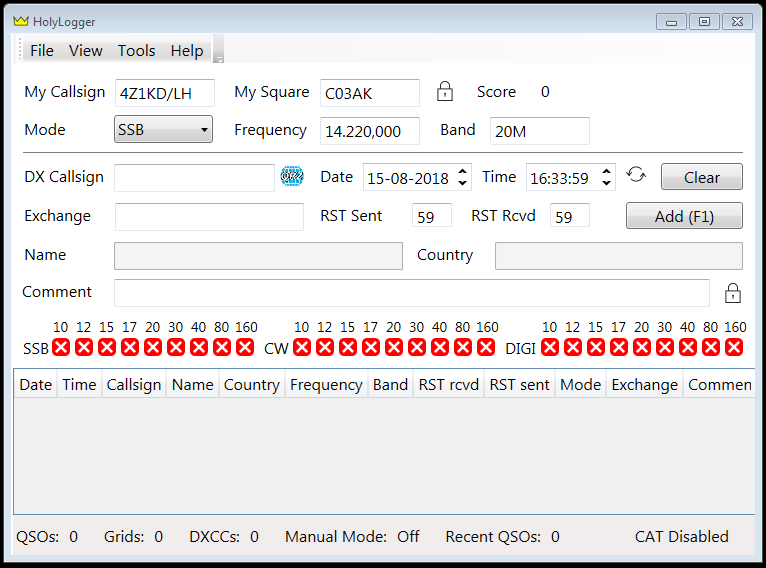 HolyLogger
File View Tools Help
My Callsign 4Z1KD/LH My Square C03AK Score 0
Mode SSB Frequency 14.220,000 Band 20M
DX Callsign QRZ Date 15-08-2018 Time 16:33:59 Clear
Exchange RST Sent 59 RST Rcvd 59 Add (F1)
Name Country
Comment
10 12 15 17 20 30 40 80 160 10 12 15 17 20 30 40 80 160 10 12 15 17 20 30 40 80 160
SSB CW DIGI
Date Time Callsign Name Country Frequency Band RST rcvd RST sent Mode Exchange Commen
QSOs: 0 Grids: 0 DXCCs: 0 Manual Mode: Off Recent QSOs: 0 CAT Disabled